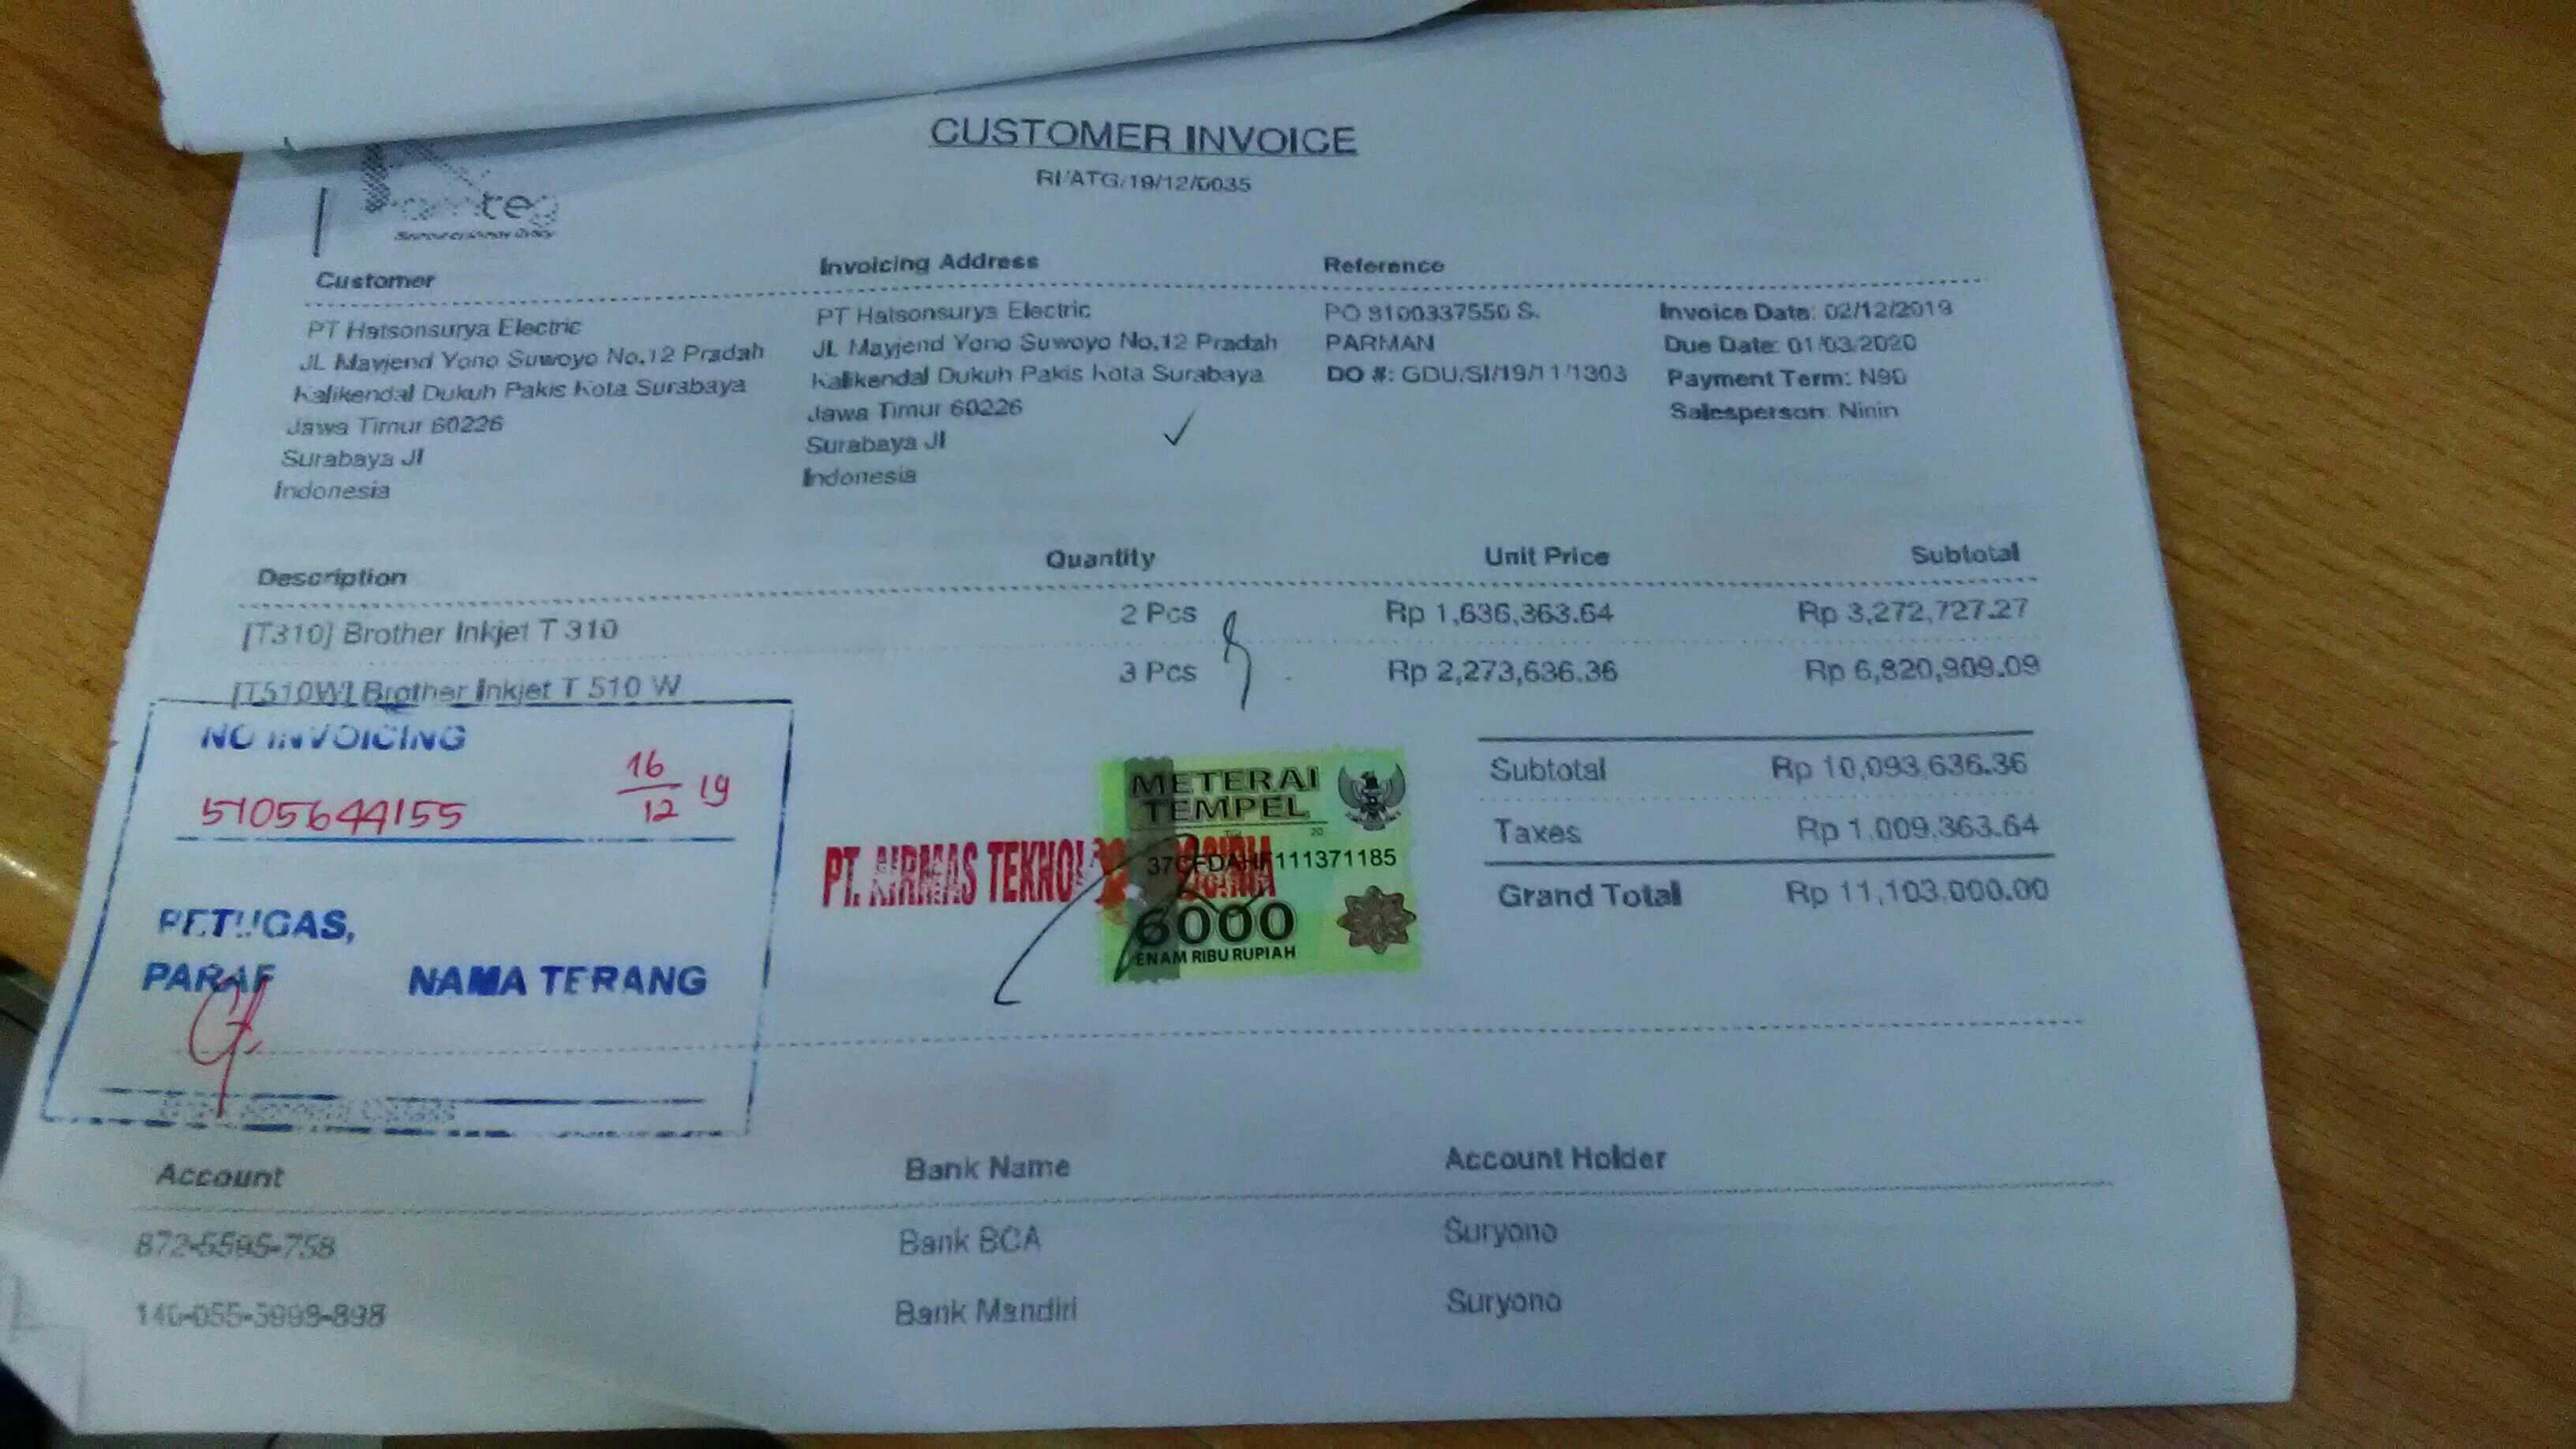 CUSTOMER INVOICE
RI/ATG/19/12/0035
Customer
Invoicing Address
Reference
PT Hatsonsurya Electric
JL Mayjend Yono Suwoyo No.12 Pradah
Kalikendal Dukuh Pakis Kota Surabaya
Jawa Timur 60226
Surabaya JI
Indonesia
PT Hatsonsurya Electric
JL Mayjend Yono Suwoyo No.12 Pradah
Kalikendal Dukuh Pakis Kota Surabaya
Jawa Timur 60226
Surabaya JI
Indonesia
PO 8100337550 S.
PARMAN
DO #: GDU/SI/19/11/1303
Invoice Date: 02/12/2019
Due Date: 01/03/2020
Payment Term: N90
Salesperson: Ninin
Description Quantity Unit Price Subtotal
[T310] Brother Inkjet T 310 2 Pcs Rp 1,636,363.64 Rp 3,272,727.27
[T510W] Brother Inkjet T 510 W 3 Pcs Rp 2,273,636.36 Rp 6,820,909.09
Subtotal Rp 10,093,636.36
Taxes Rp 1,009,363.64
Grand Total Rp 11,103,000.00
NO INVOICING
5105644155 16/12 19
PETUGAS,
PARAF NAMA TERANG
PT. AIRMAS TEKNOL
METERAI
TEMPEL
TGL 20
37CFDAHF111371185
6000
ENAM RIBU RUPIAH
Account Bank Name Account Holder
872-5595-758 Bank BCA Suryono
Bank Mandiri Suryono